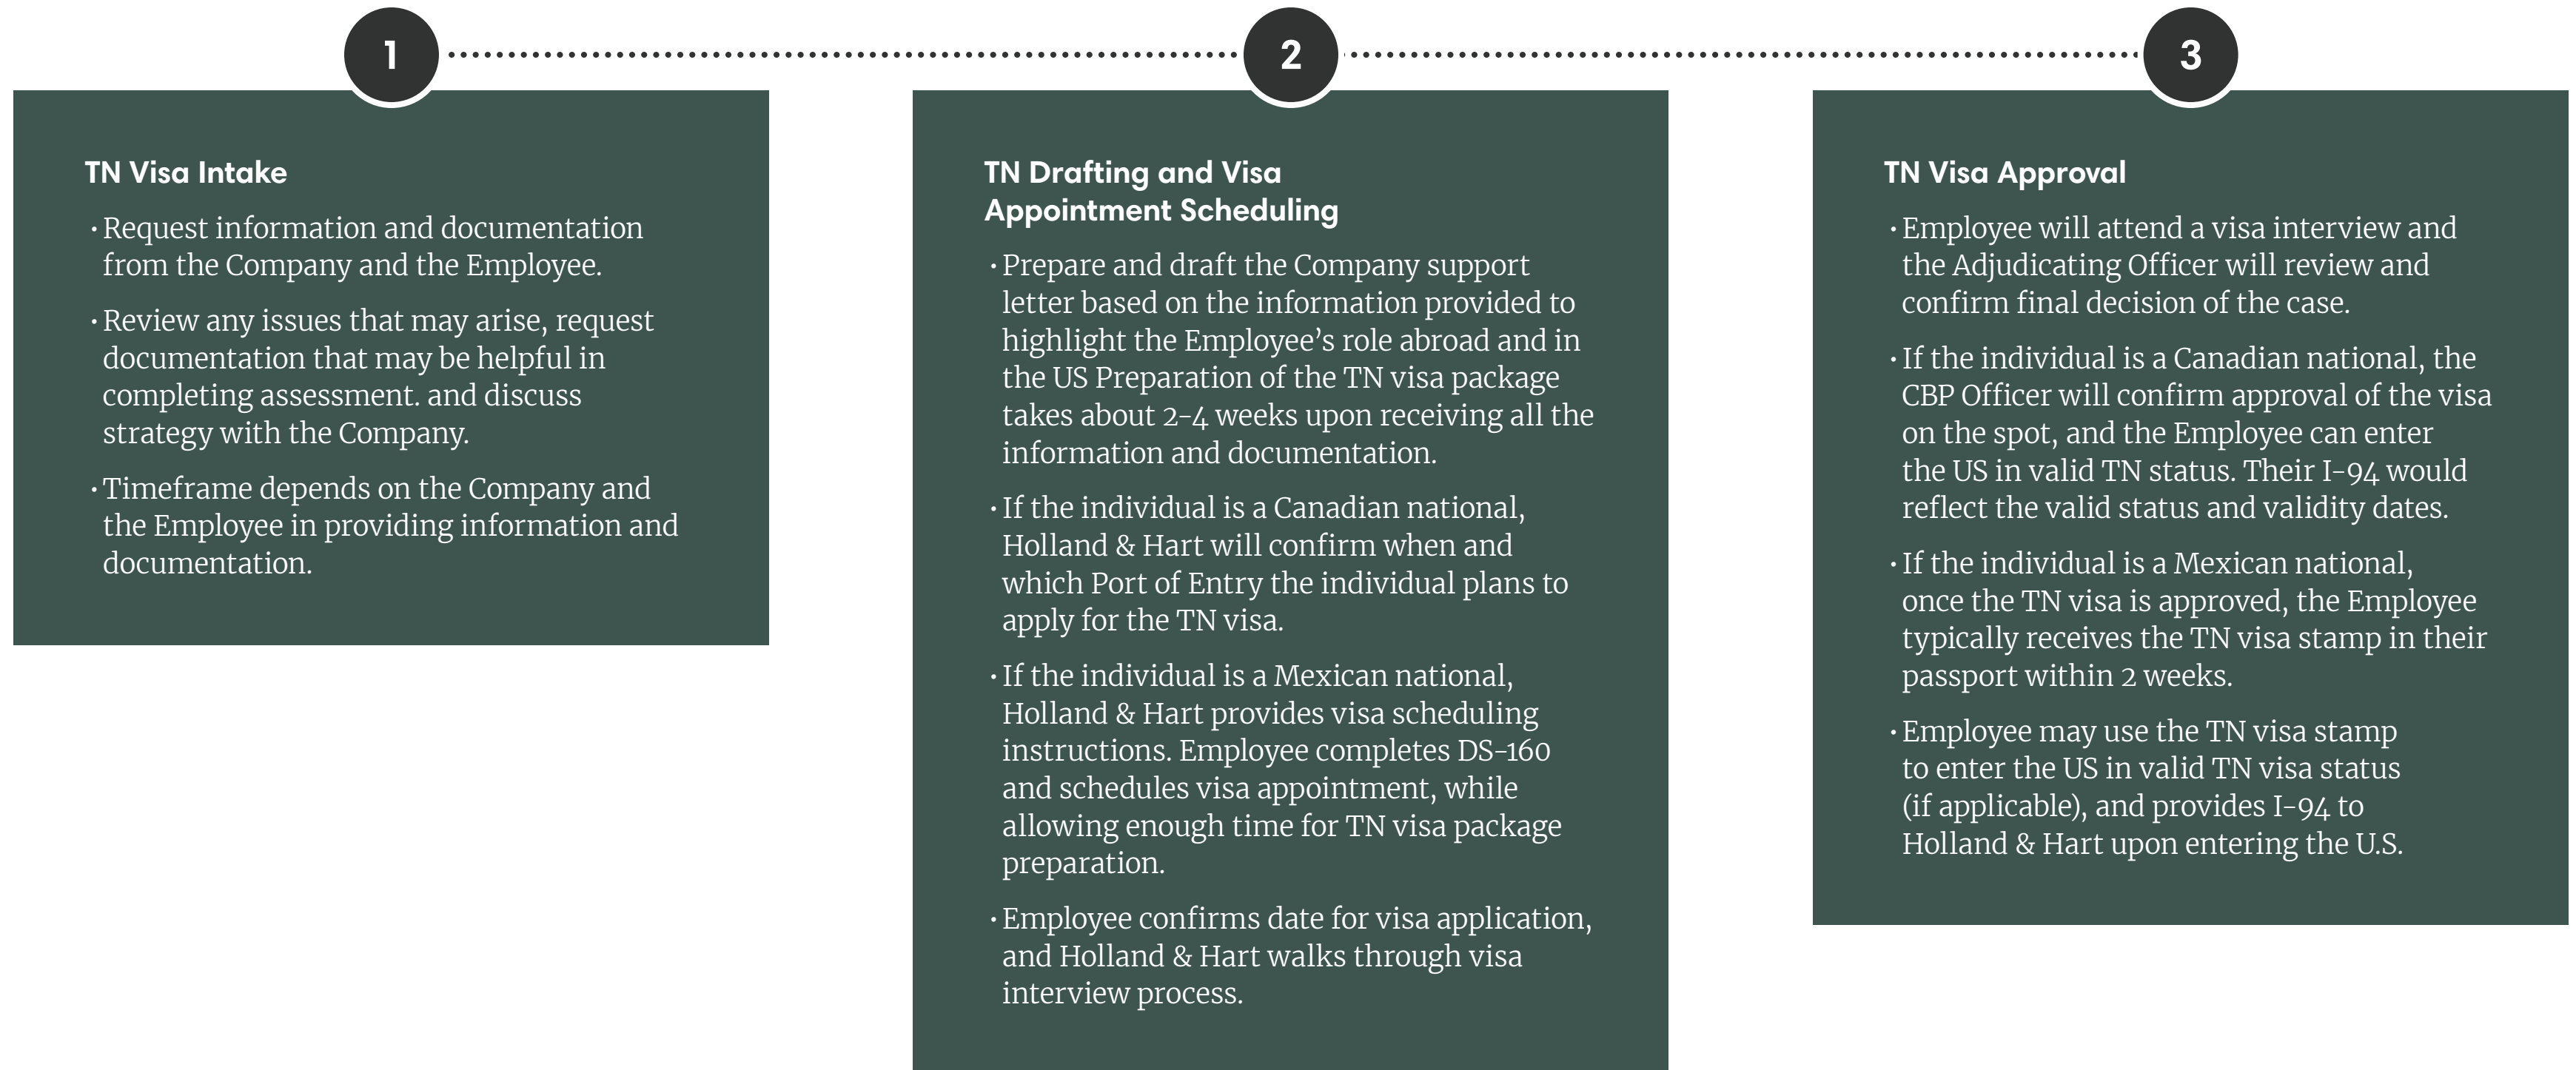 1
2
3
TN Visa Intake
· Request information and documentation
from the Company and the Employee.
· Review any issues that may arise, request
documentation that may be helpful in
completing assessment. and discuss
strategy with the Company.
· Timeframe depends on the Company and
the Employee in providing information and
documentation.
TN Drafting and Visa
Appointment Scheduling
· Prepare and draft the Company support
letter based on the information provided to
highlight the Employee’s role abroad and in
the US Preparation of the TN visa package
takes about 2-4 weeks upon receiving all the
information and documentation.
· If the individual is a Canadian national,
Holland & Hart will confirm when and
which Port of Entry the individual plans to
apply for the TN visa.
· If the individual is a Mexican national,
Holland & Hart provides visa scheduling
instructions. Employee completes DS-160
and schedules visa appointment, while
allowing enough time for TN visa package
preparation.
· Employee confirms date for visa application,
and Holland & Hart walks through visa
interview process.
TN Visa Approval
· Employee will attend a visa interview and
the Adjudicating Officer will review and
confirm final decision of the case.
· If the individual is a Canadian national, the
CBP Officer will confirm approval of the visa
on the spot, and the Employee can enter
the US in valid TN status. Their I-94 would
reflect the valid status and validity dates.
· If the individual is a Mexican national,
once the TN visa is approved, the Employee
typically receives the TN visa stamp in their
passport within 2 weeks.
· Employee may use the TN visa stamp
to enter the US in valid TN visa status
(if applicable), and provides I-94 to
Holland & Hart upon entering the U.S.